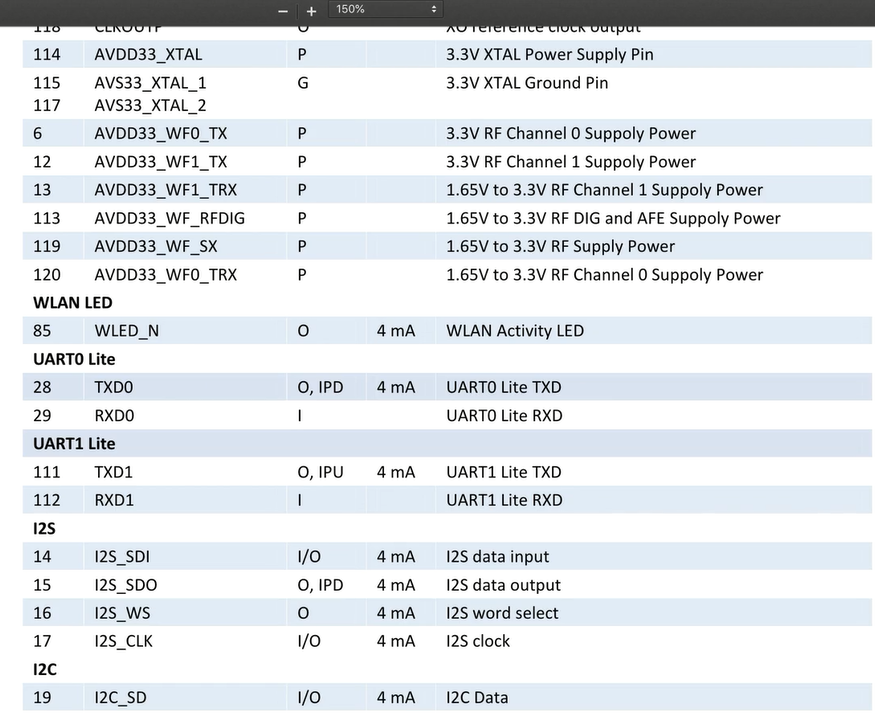 150%
118 CLKOUTP O XO reference clock output
114 AVDD33_XTAL P 3.3V XTAL Power Supply Pin
115 AVS33_XTAL_1 G 3.3V XTAL Ground Pin
117 AVS33_XTAL_2
6 AVDD33_WF0_TX P 3.3V RF Channel 0 Suppoly Power
12 AVDD33_WF1_TX P 3.3V RF Channel 1 Suppoly Power
13 AVDD33_WF1_TRX P 1.65V to 3.3V RF Channel 1 Suppoly Power
113 AVDD33_WF_RFDIG P 1.65V to 3.3V RF DIG and AFE Suppoly Power
119 AVDD33_WF_SX P 1.65V to 3.3V RF Supply Power
120 AVDD33_WF0_TRX P 1.65V to 3.3V RF Channel 0 Suppoly Power
WLAN LED
85 WLED_N O 4 mA WLAN Activity LED
UART0 Lite
28 TXD0 O, IPD 4 mA UART0 Lite TXD
29 RXD0 I UART0 Lite RXD
UART1 Lite
111 TXD1 O, IPU 4 mA UART1 Lite TXD
112 RXD1 I UART1 Lite RXD
I2S
14 I2S_SDI I/O 4 mA I2S data input
15 I2S_SDO O, IPD 4 mA I2S data output
16 I2S_WS O 4 mA I2S word select
17 I2S_CLK I/O 4 mA I2S clock
I2C
19 I2C_SD I/O 4 mA I2C Data